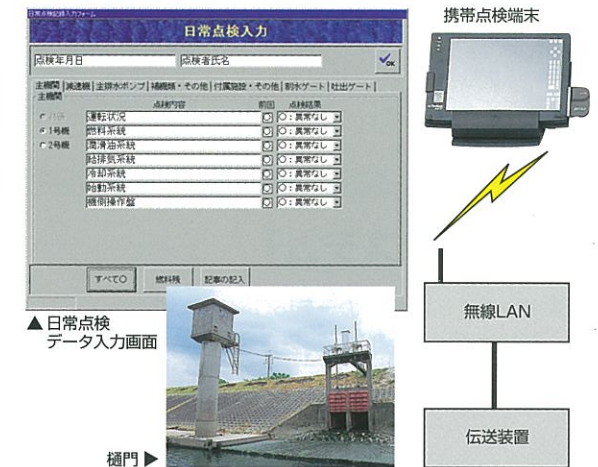 日常点検記録入力フォーム
日常点検入力
点検年月日
点検者氏名
OK
主機関 減速機 主排水ポンプ 補機類・その他 付属施設・その他 制水ゲート 吐出ゲート
主機関
点検内容 前回 点検結果
運転状況 ○:異常なし
1号機 燃料系統 ○:異常なし
2号機 潤滑油系統 ○:異常なし
給排気系統 ○:異常なし
冷却系統 ○:異常なし
始動系統 ○:異常なし
機側操作盤 ○:異常なし
すべて○ 燃料残 記事の記入
▲日常点検
データ入力画面
樋門▶
携帯点検端末
無線LAN
伝送装置